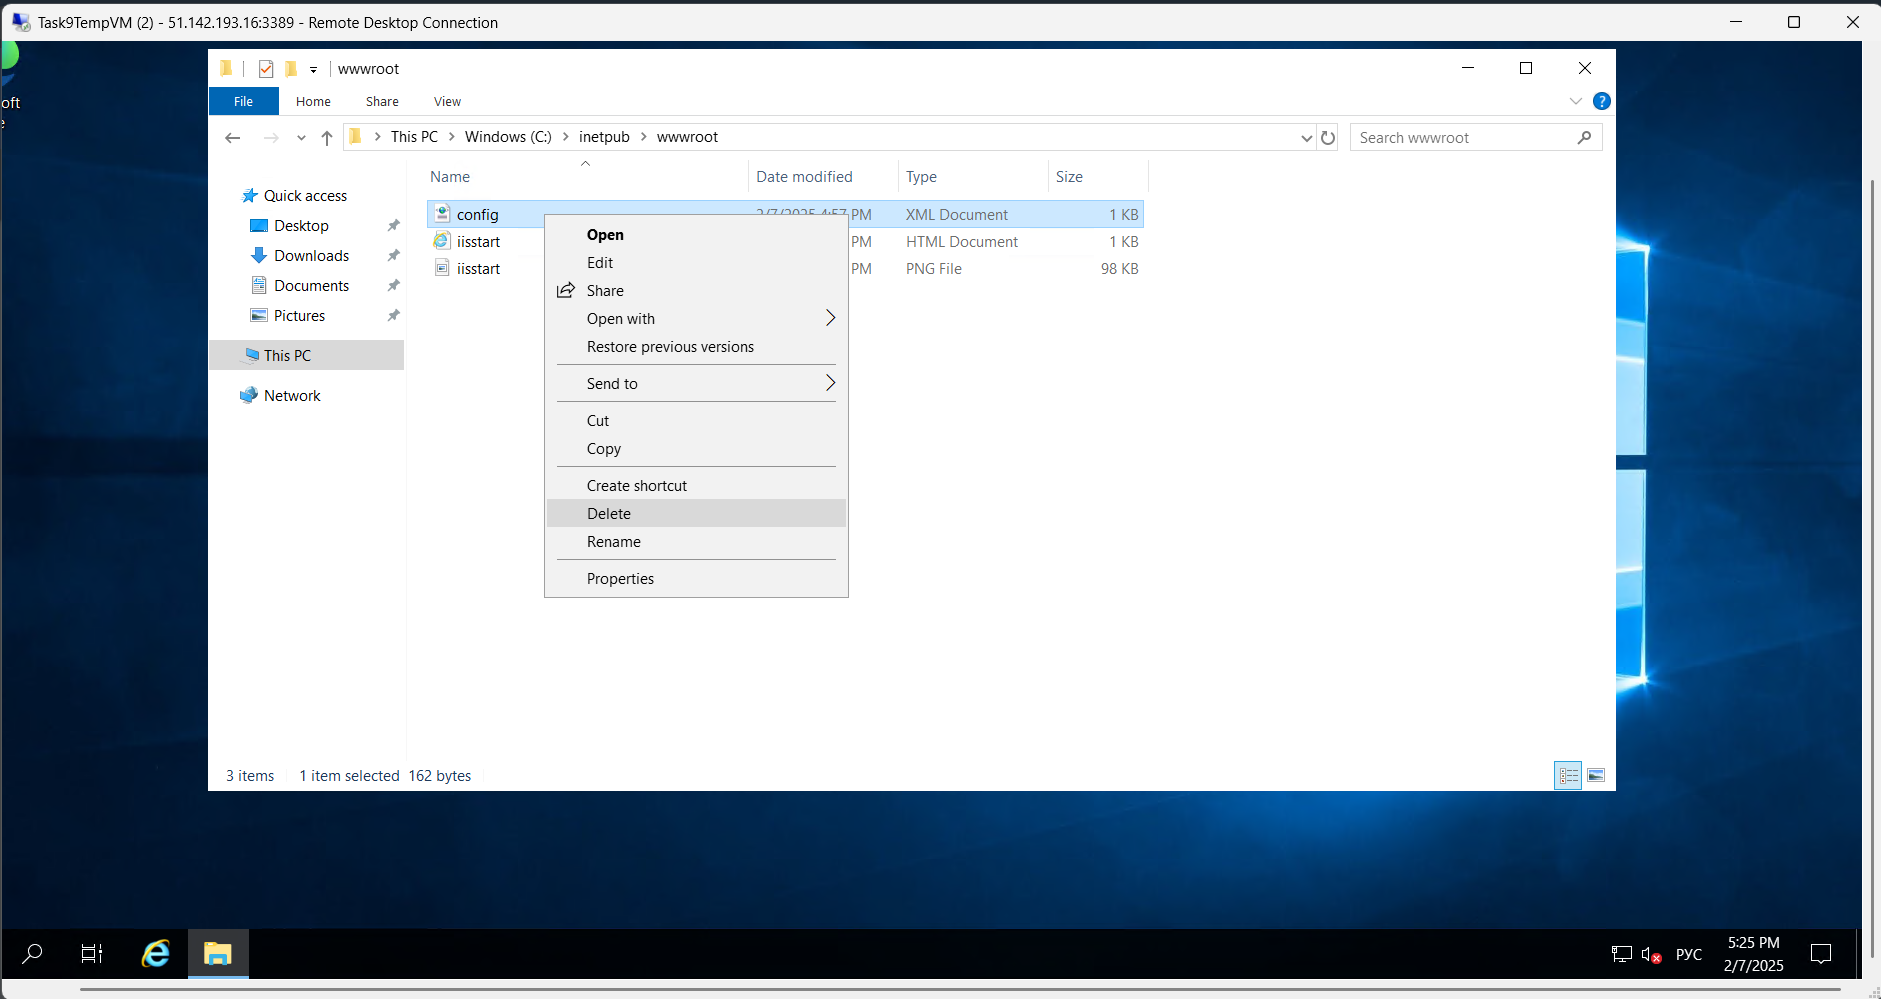 Task9TempVM (2) - 51.142.193.16:3389 - Remote Desktop Connection
oft
e
wwwroot
File Home Share View
?
This PC Windows (C:) inetpub wwwroot
Search wwwroot
Name Date modified Type Size
Quick access
Desktop
Downloads
Documents
Pictures
This PC
Network
config 2/7/2025 4:57 PM XML Document 1 KB
iisstart PM HTML Document 1 KB
iisstart PM PNG File 98 KB
Open
Edit
Share
Open with
Restore previous versions
Send to
Cut
Copy
Create shortcut
Delete
Rename
Properties
3 items 1 item selected 162 bytes
РУС
5:25 PM
2/7/2025